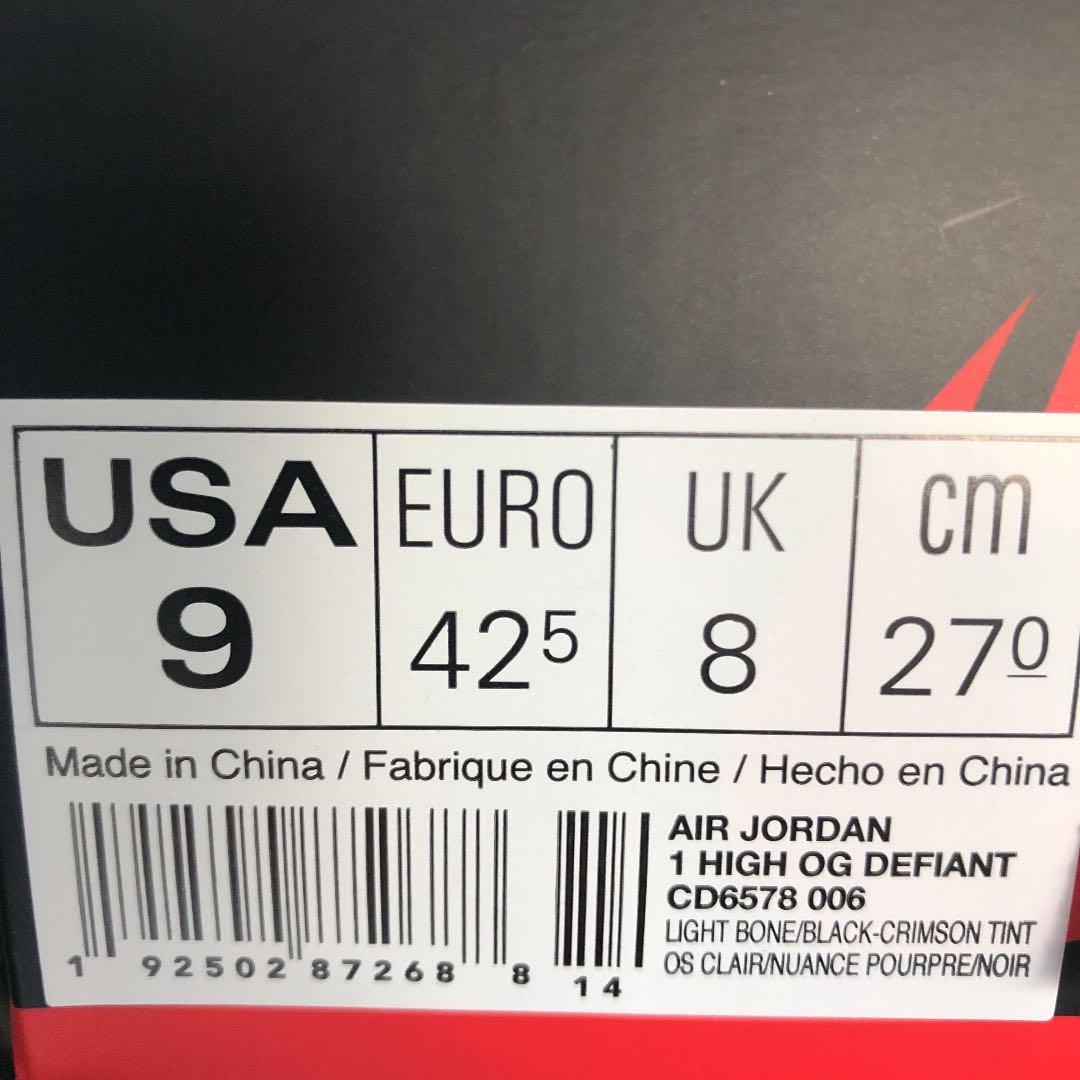 USA EURO UK cm
9 42⁵ 8 27⁰
Made in China / Fabrique en Chine / Hecho en China
AIR JORDAN
1 HIGH OG DEFIANT
CD6578 006
LIGHT BONE/BLACK-CRIMSON TINT
OS CLAIR/NUANCE POURPRE/NOIR
1 92502 87268 8 14